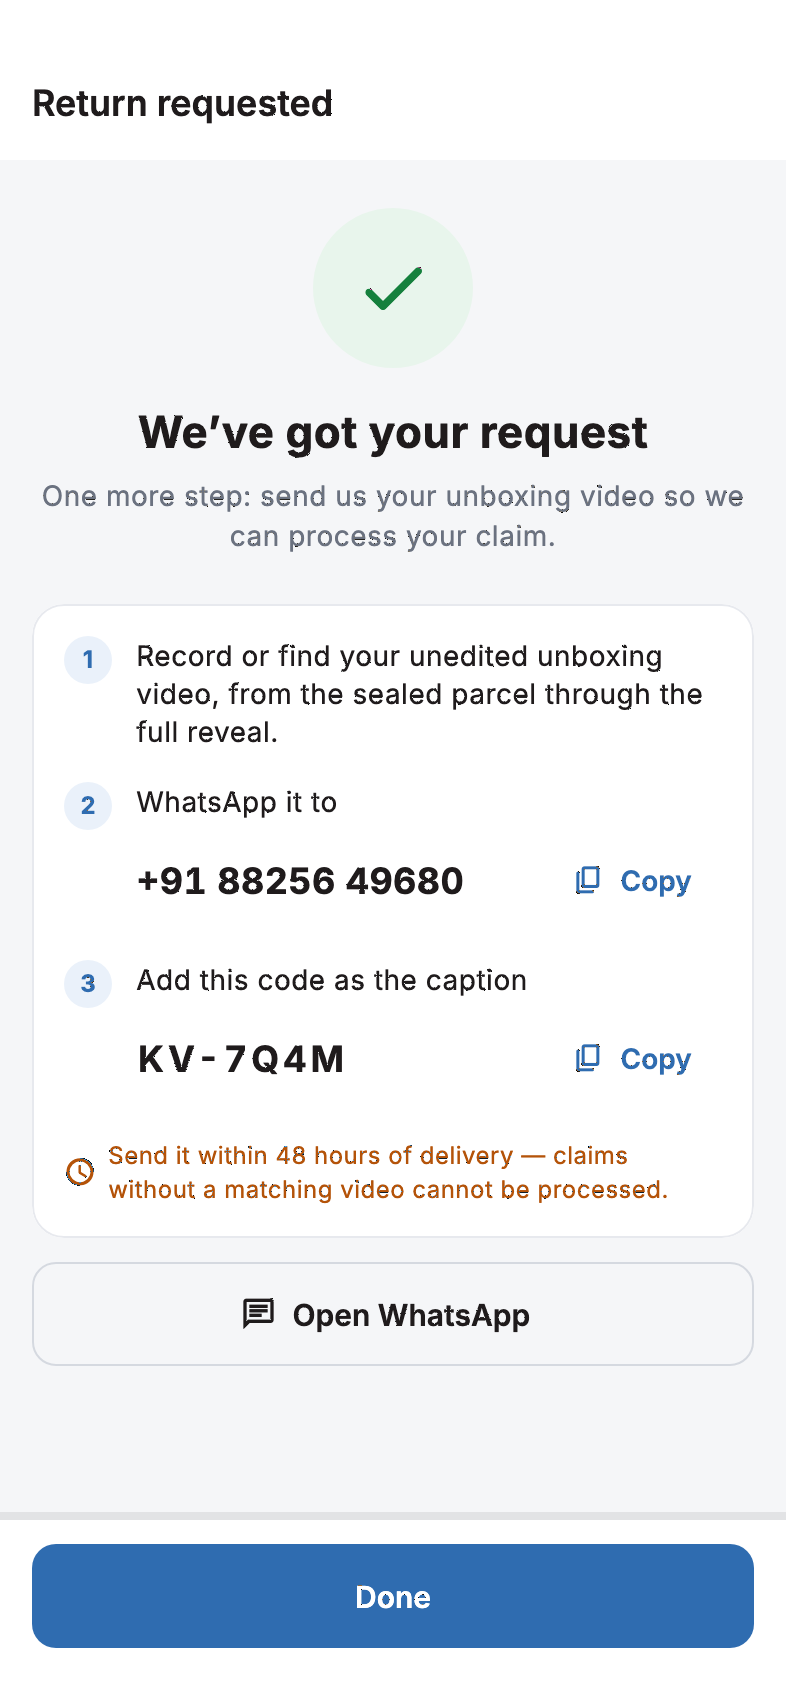 Return requested
We’ve got your request
One more step: send us your unboxing video so we
can process your claim.
1 Record or find your unedited unboxing
video, from the sealed parcel through the
full reveal.
2 WhatsApp it to
+91 88256 49680 Copy
3 Add this code as the caption
KV-7Q4M Copy
Send it within 48 hours of delivery — claims
without a matching video cannot be processed.
Open WhatsApp
Done